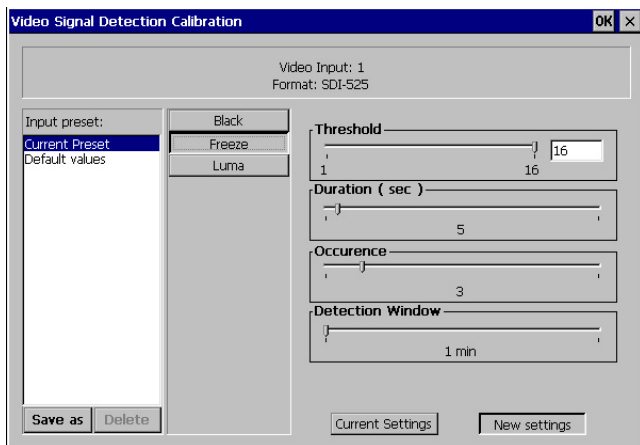 Video Signal Detection Calibration
OK
Video Input: 1
Format: SDI-525
Input preset:
Current Preset
Default values
Save as
Delete
Black
Freeze
Luma
Threshold
16
1
16
Duration ( sec )
5
Occurence
3
Detection Window
1 min
Current Settings
New settings